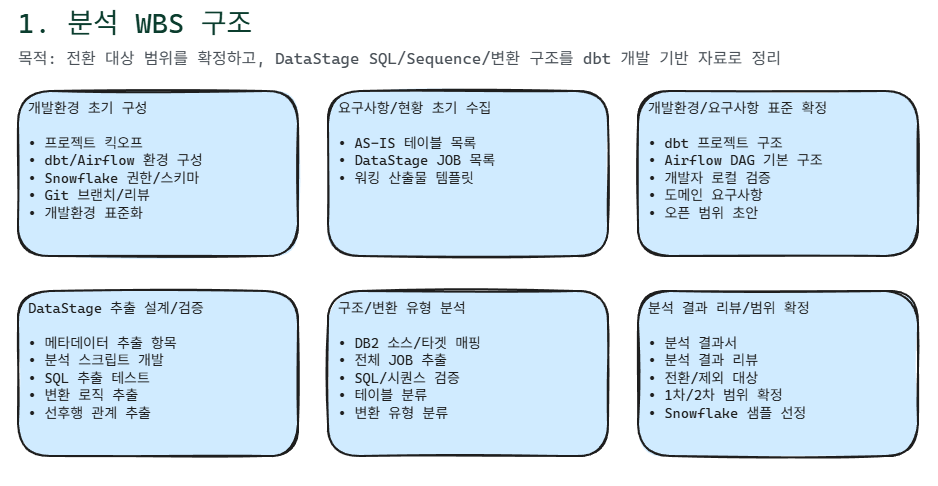 1. 분석 WBS 구조
목적: 전환 대상 범위를 확정하고, DataStage SQL/Sequence/변환 구조를 dbt 개발 기반 자료로 정리
개발환경 초기 구성
• 프로젝트 킥오프
• dbt/Airflow 환경 구성
• Snowflake 권한/스키마
• Git 브랜치/리뷰
• 개발환경 표준화
요구사항/현황 초기 수집
• AS-IS 테이블 목록
• DataStage JOB 목록
• 워킹 산출물 템플릿
개발환경/요구사항 표준 확정
• dbt 프로젝트 구조
• Airflow DAG 기본 구조
• 개발자 로컬 검증
• 도메인 요구사항
• 오픈 범위 초안
DataStage 추출 설계/검증
• 메타데이터 추출 항목
• 분석 스크립트 개발
• SQL 추출 테스트
• 변환 로직 추출
• 선후행 관계 추출
구조/변환 유형 분석
• DB2 소스/타겟 매핑
• 전체 JOB 추출
• SQL/시퀀스 검증
• 테이블 분류
• 변환 유형 분류
분석 결과 리뷰/범위 확정
• 분석 결과서
• 분석 결과 리뷰
• 전환/제외 대상
• 1차/2차 범위 확정
• Snowflake 샘플 선정